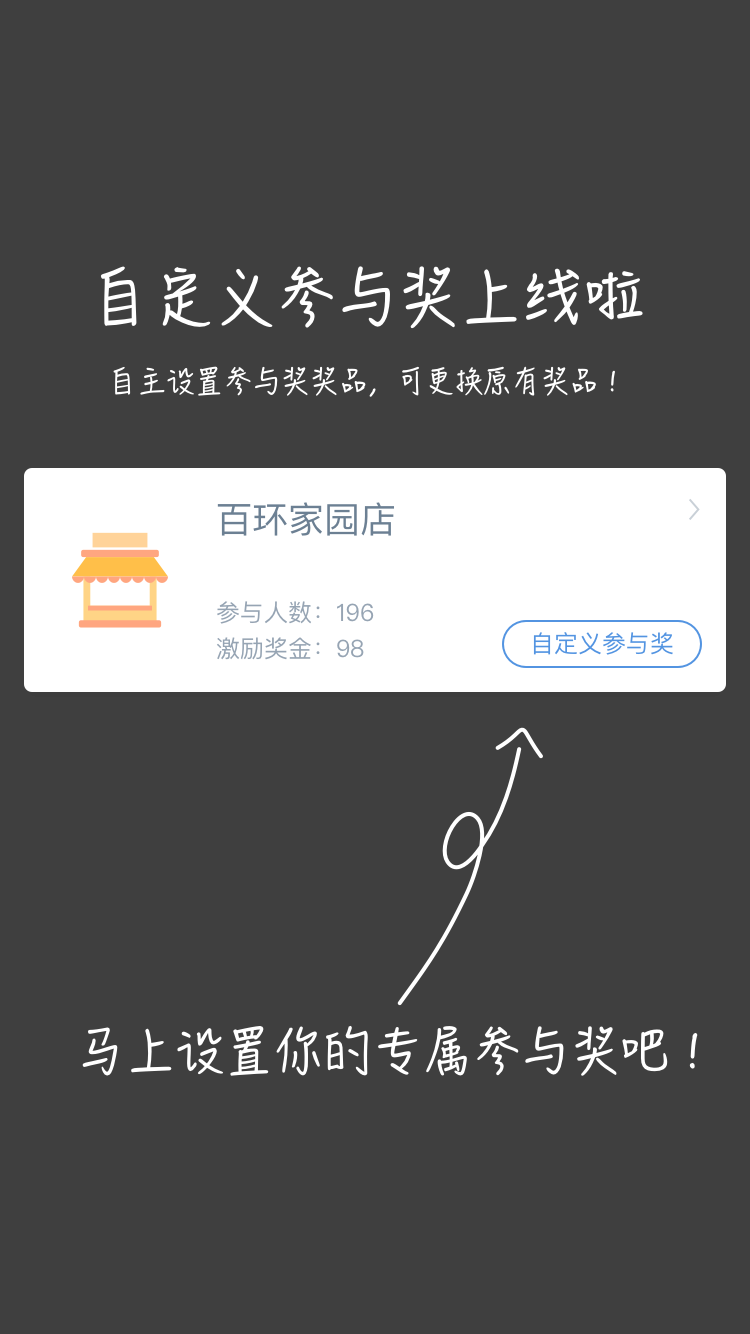 自定义参与奖上线啦
自主设置参与奖奖品，可更换原有奖品！
百环家园店
参与人数：196
激励奖金：98
自定义参与奖
马上设置你的专属参与奖吧！